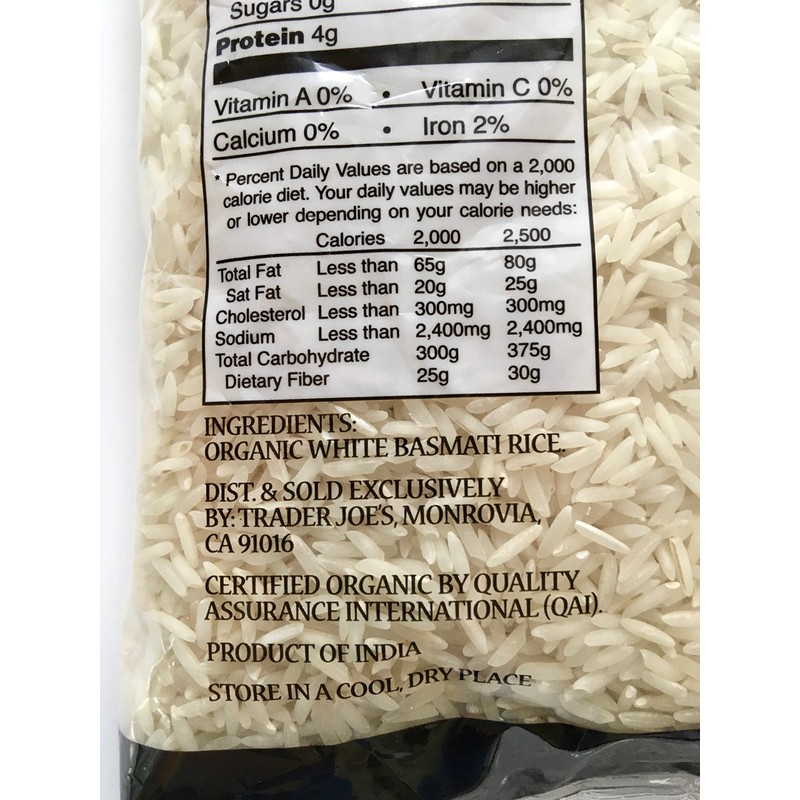 Sugars 0g
Protein 4g
Vitamin A 0% • Vitamin C 0%
Calcium 0% • Iron 2%
* Percent Daily Values are based on a 2,000
calorie diet. Your daily values may be higher
or lower depending on your calorie needs:
Calories 2,000 2,500
Total Fat Less than 65g 80g
Sat Fat Less than 20g 25g
Cholesterol Less than 300mg 300mg
Sodium Less than 2,400mg 2,400mg
Total Carbohydrate 300g 375g
Dietary Fiber 25g 30g
INGREDIENTS:
ORGANIC WHITE BASMATI RICE.
DIST. & SOLD EXCLUSIVELY
BY: TRADER JOE'S, MONROVIA,
CA 91016
CERTIFIED ORGANIC BY QUALITY
ASSURANCE INTERNATIONAL (QAI).
PRODUCT OF INDIA
STORE IN A COOL, DRY PLACE